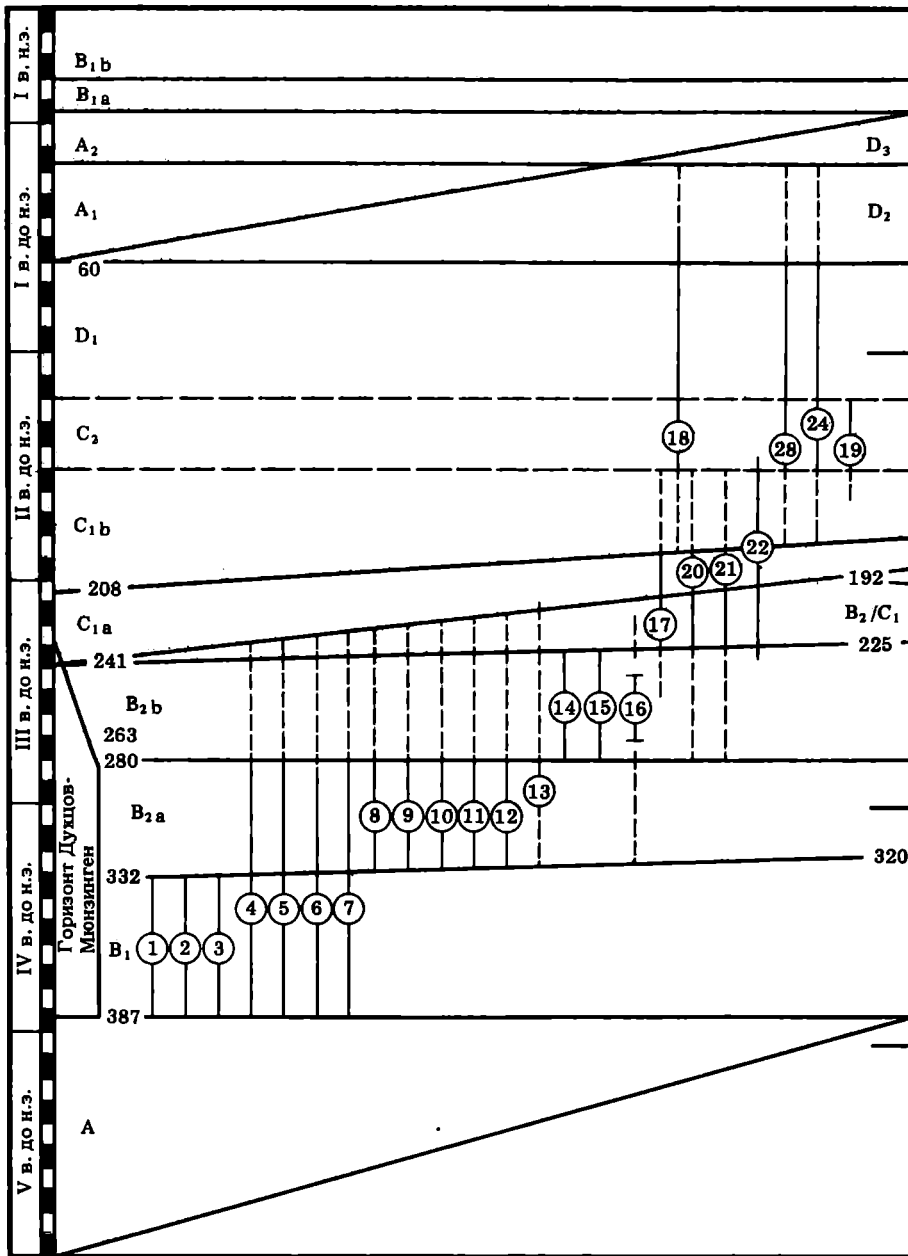 I в. н.э.
B₁b
B₁a
A₂
D₃
I в. до н.э.
A₁
D₂
60
D₁
II в. до н.э.
C₂
18
28
24
19
C₁b
22
20
21
208
192
III в. до н.э.
C₁a
17
B₂/C₁
241
225
B₂b
14
15
16
263
280
13
B₂a
8
9
10
11
12
332
320
IV в. до н.э.
Горизонт Духцов-
Мюнзинген
4
5
6
7
B₁
1
2
3
387
V в. до н.э.
A